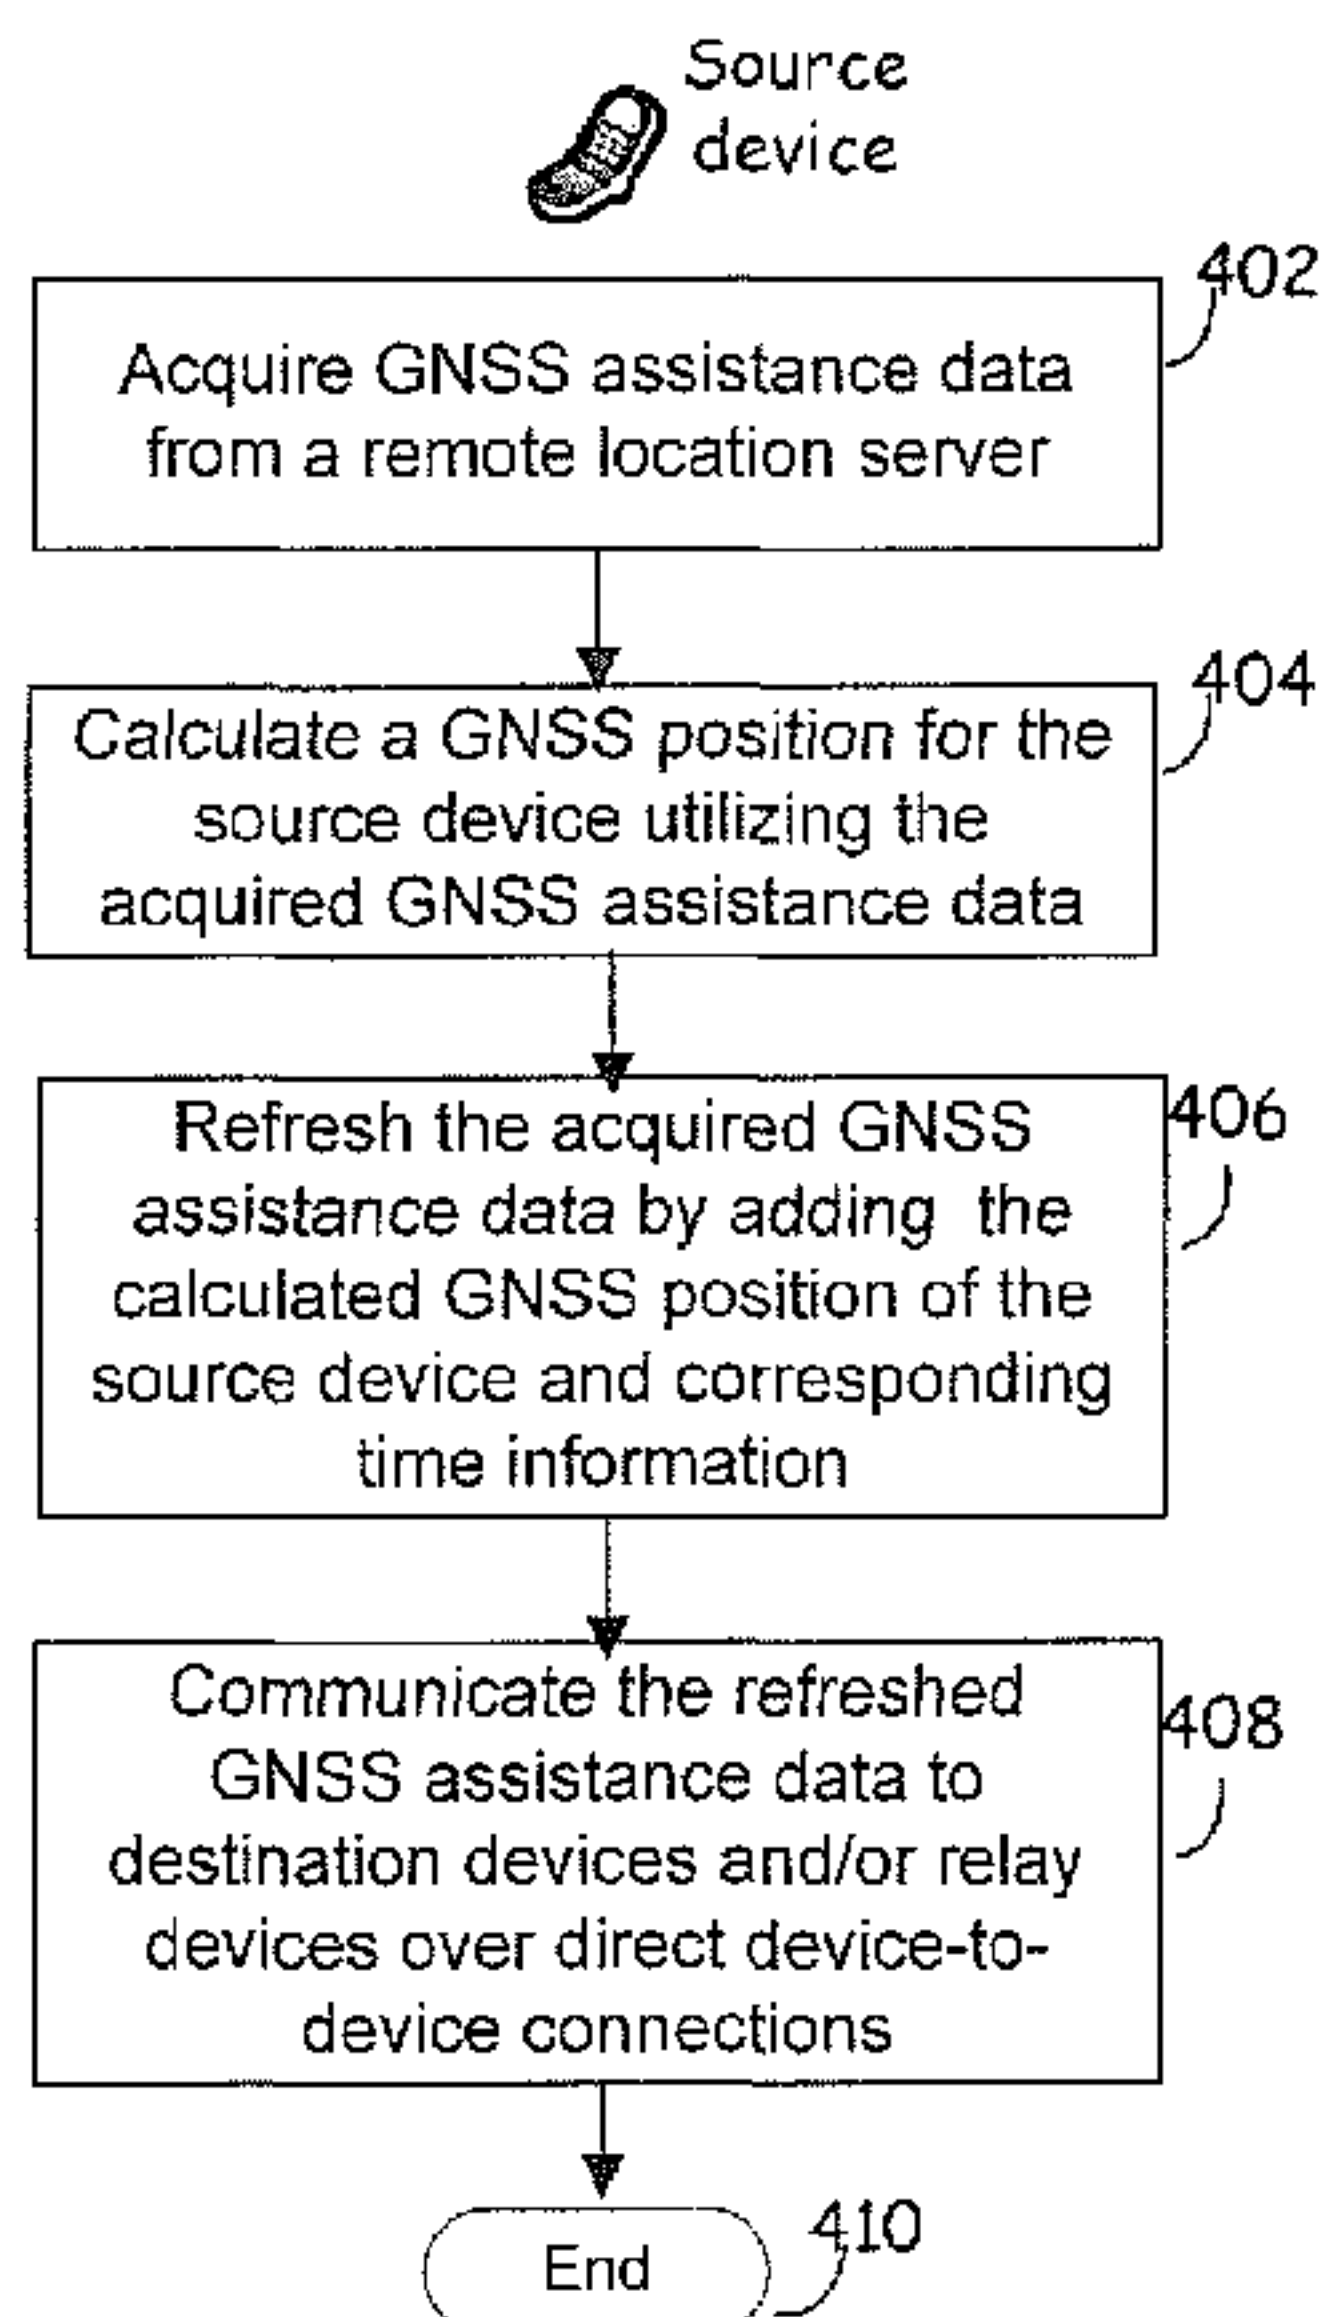 Source
device
402
Acquire GNSS assistance data
from a remote location server
404
Calculate a GNSS position for the
source device utilizing the
acquired GNSS assistance data
406
Refresh the acquired GNSS
assistance data by adding the
calculated GNSS position of the
source device and corresponding
time information
408
Communicate the refreshed
GNSS assistance data to
destination devices and/or relay
devices over direct device-to-
device connections
410
End